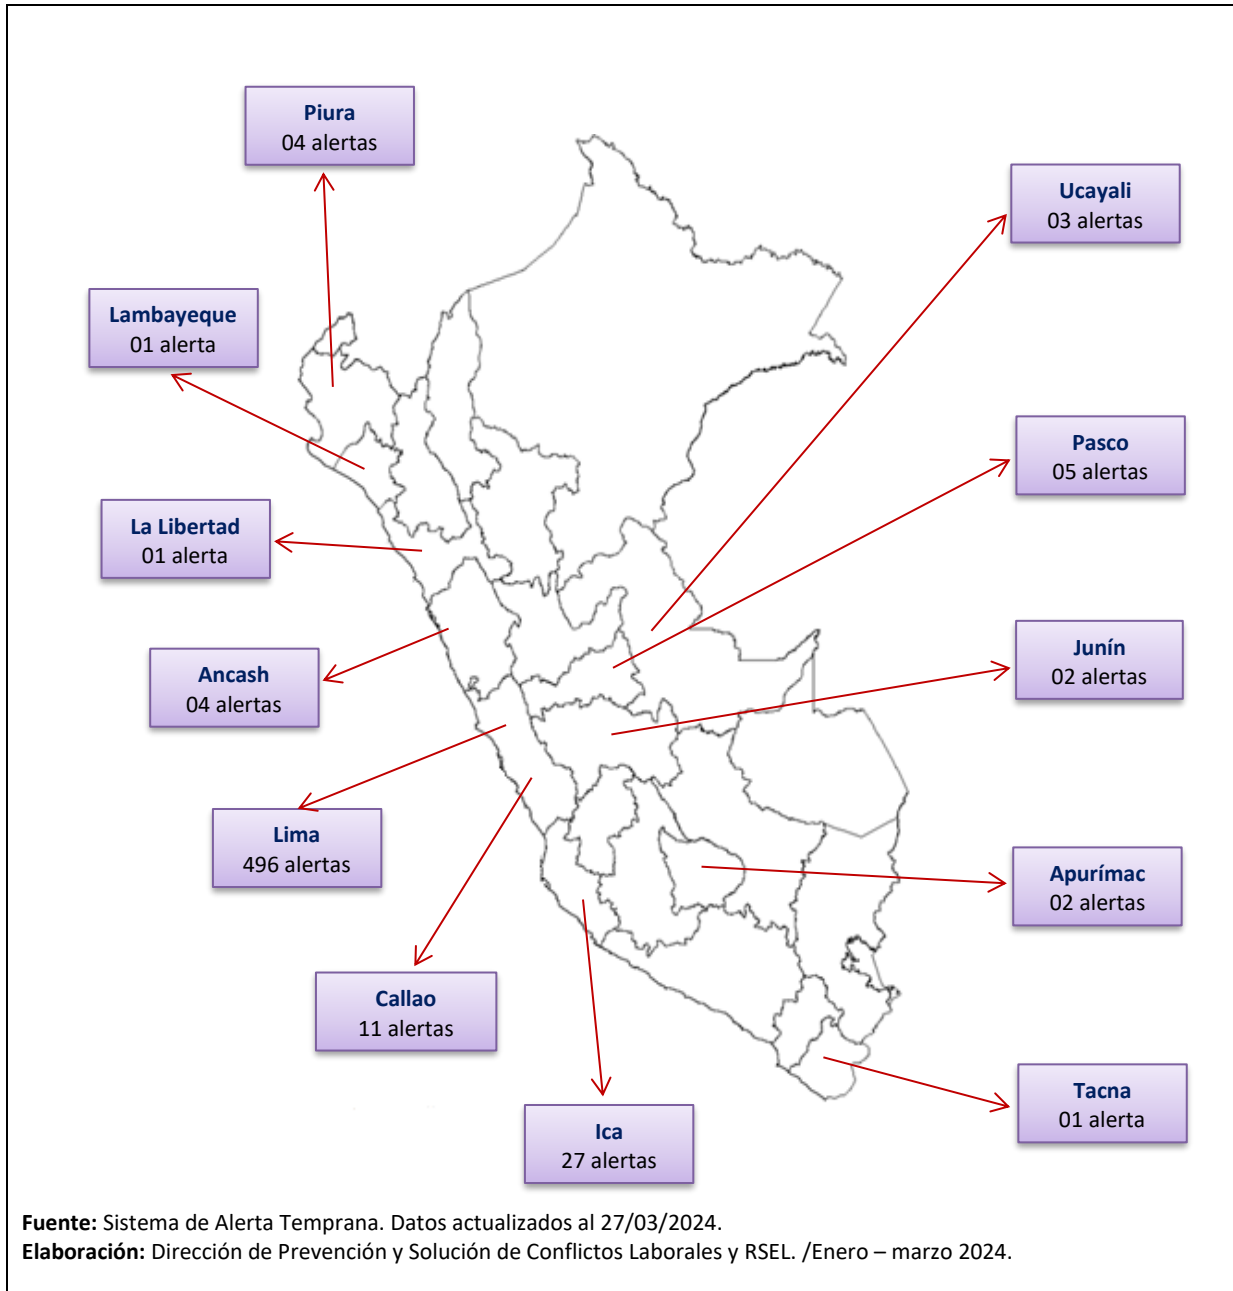 Piura
04 alertas
Ucayali
03 alertas
Lambayeque
01 alerta
Pasco
05 alertas
La Libertad
01 alerta
Junín
02 alertas
Ancash
04 alertas
Lima
496 alertas
Apurímac
02 alertas
Callao
11 alertas
Tacna
01 alerta
Ica
27 alertas
Fuente: Sistema de Alerta Temprana. Datos actualizados al 27/03/2024.
Elaboración: Dirección de Prevención y Solución de Conflictos Laborales y RSEL. /Enero – marzo 2024.